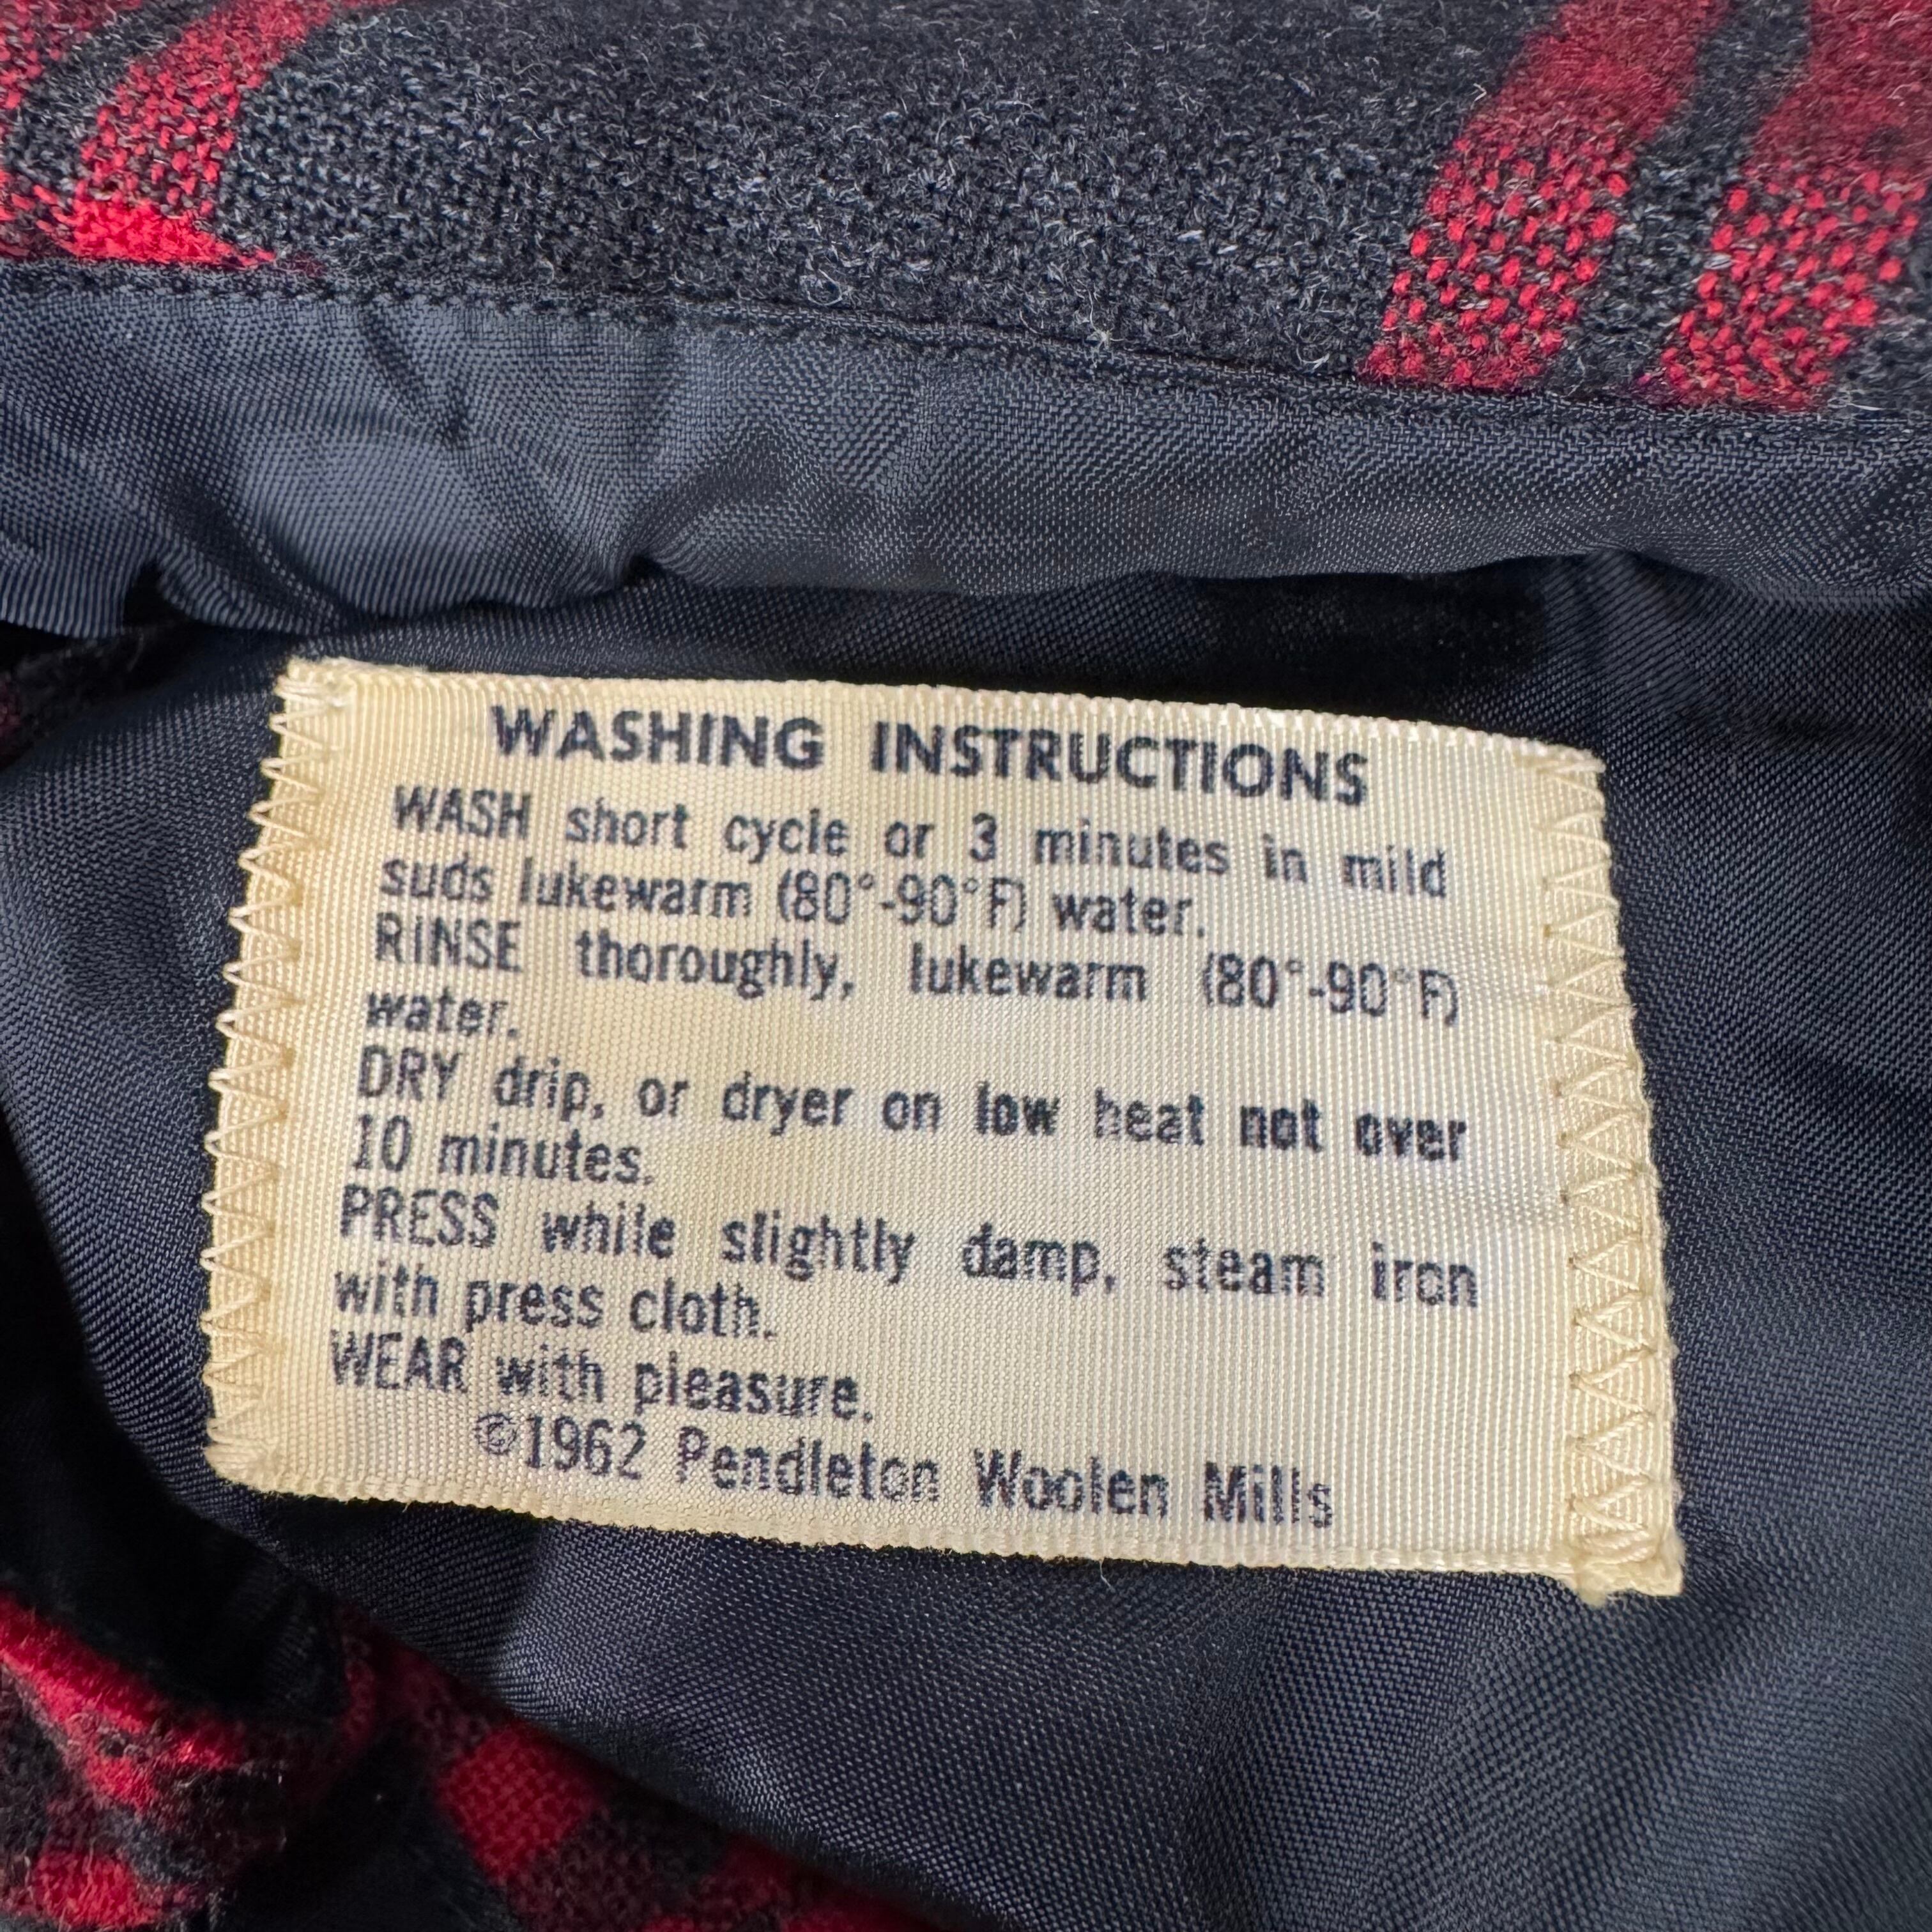 WASHING INSTRUCTIONS
WASH short cycle or 3 minutes in mild
suds lukewarm (80°-90°F) water.
RINSE thoroughly, lukewarm (80°-90°F)
water.
DRY drip, or dryer on low heat not over
10 minutes.
PRESS while slightly damp, steam iron
with press cloth.
WEAR with pleasure.
©1962 Pendleton Woolen Mills